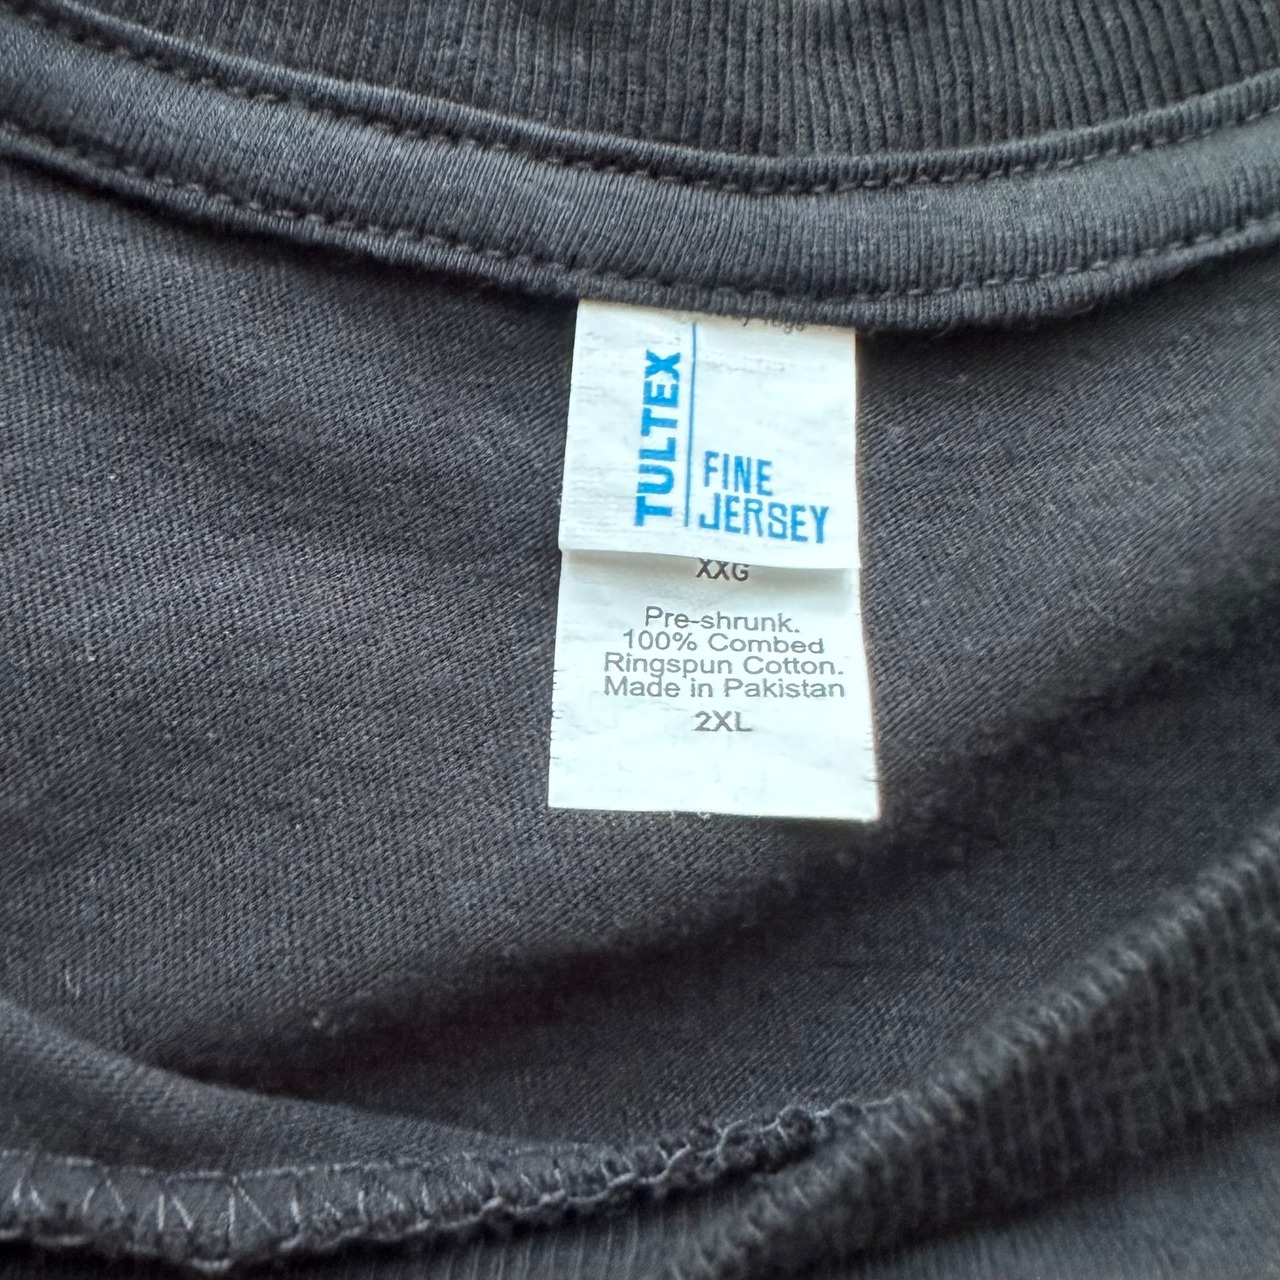 TULTEX
FINE
JERSEY
XXG
Pre-shrunk.
100% Combed
Ringspun Cotton.
Made in Pakistan
2XL